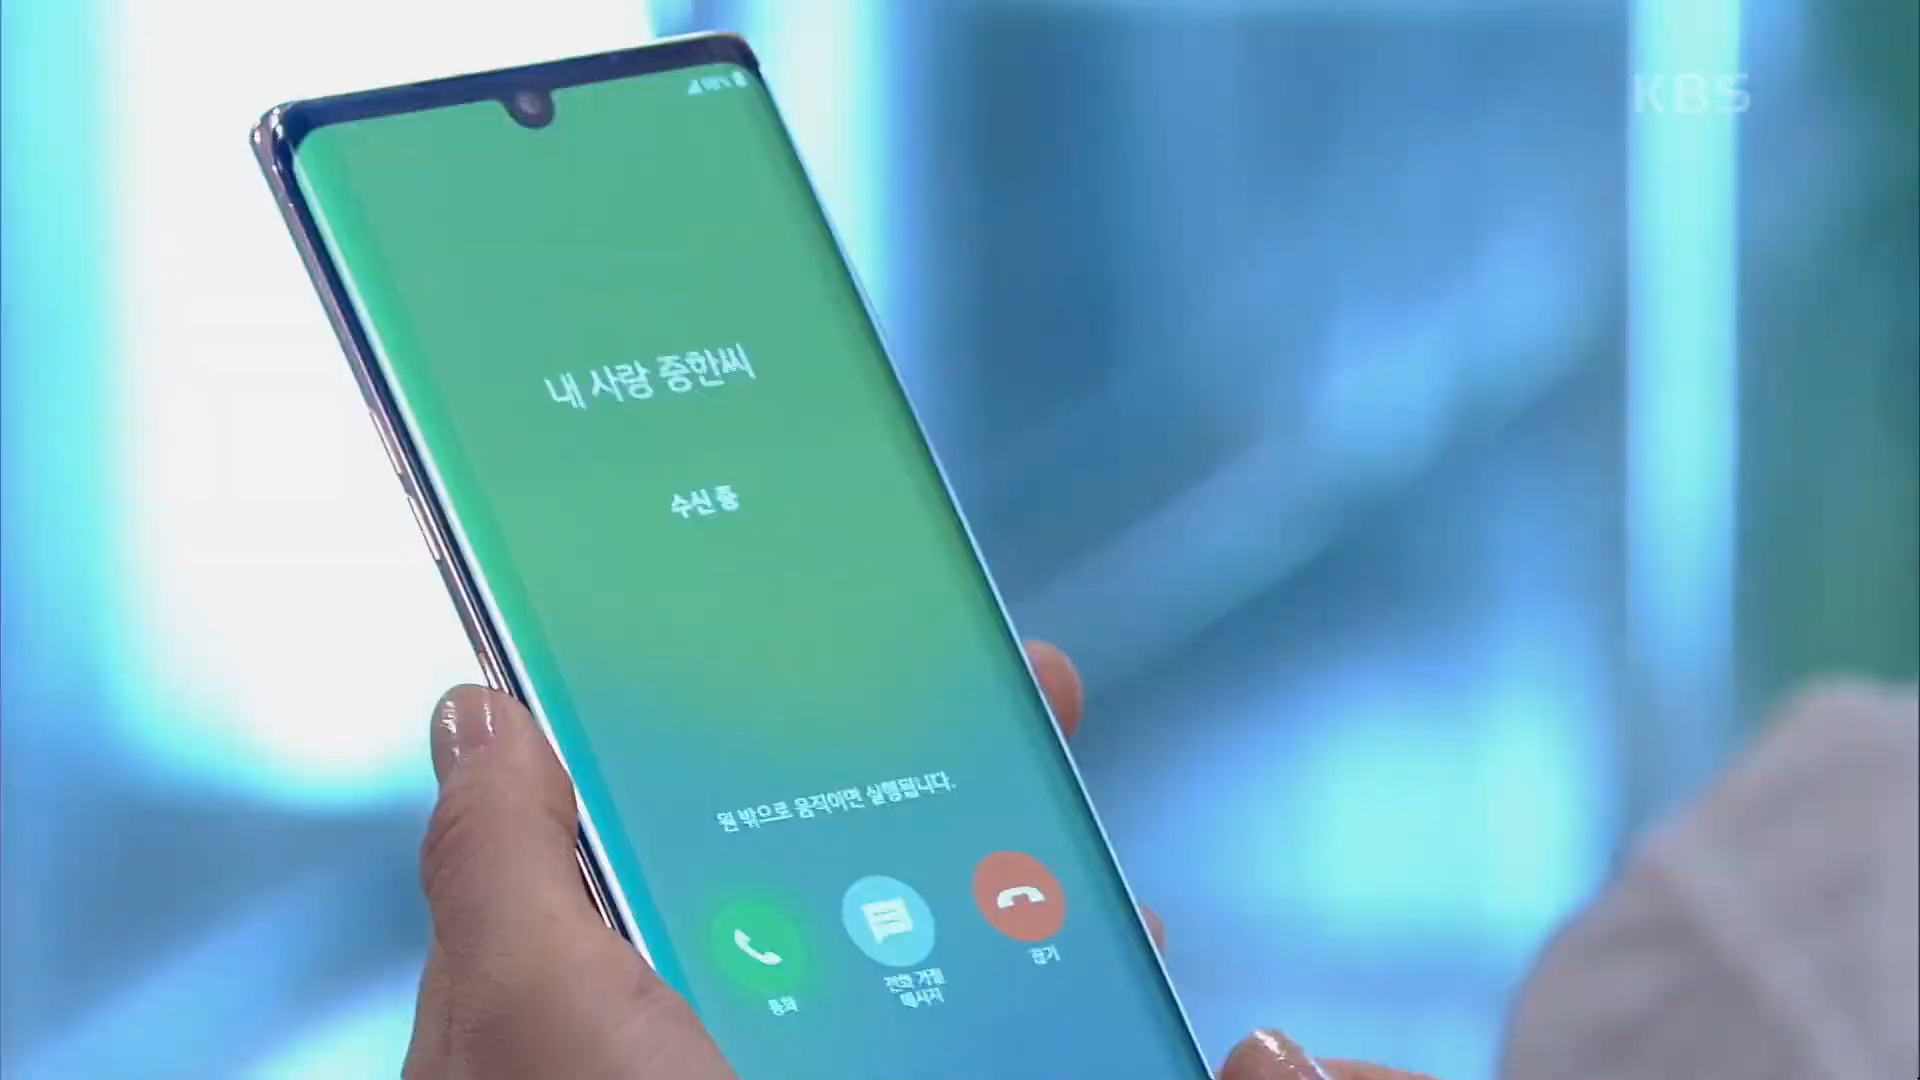 KBS
내 사랑 중한씨
수신 중
원 밖으로 움직이면 실행됩니다.
통화
전화 거절
메시지
끊기